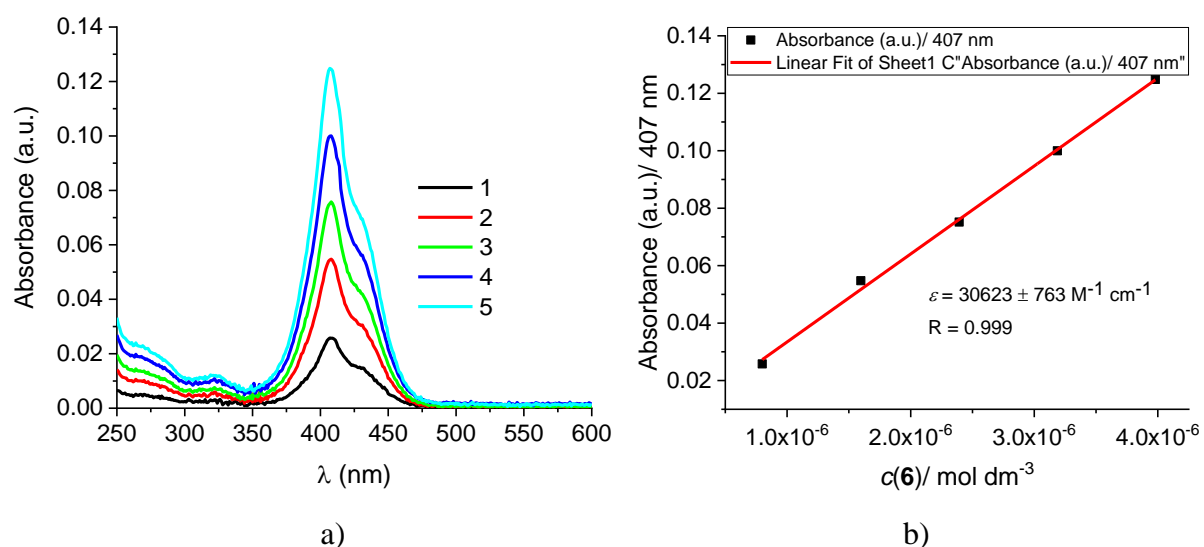 0.14
0.12
0.10
0.08
0.06
0.04
0.02
0.00
Absorbance (a.u.)
250 300 350 400 450 500 550 600
λ (nm)
1
2
3
4
5
a)
0.14
0.12
0.10
0.08
0.06
0.04
0.02
Absorbance (a.u.)/ 407 nm
Absorbance (a.u.)/ 407 nm
Linear Fit of Sheet1 C"Absorbance (a.u.)/ 407 nm"
ε = 30623 ± 763 M⁻¹ cm⁻¹
R = 0.999
1.0x10⁻⁶ 2.0x10⁻⁶ 3.0x10⁻⁶ 4.0x10⁻⁶
c(6)/ mol dm⁻³
b)